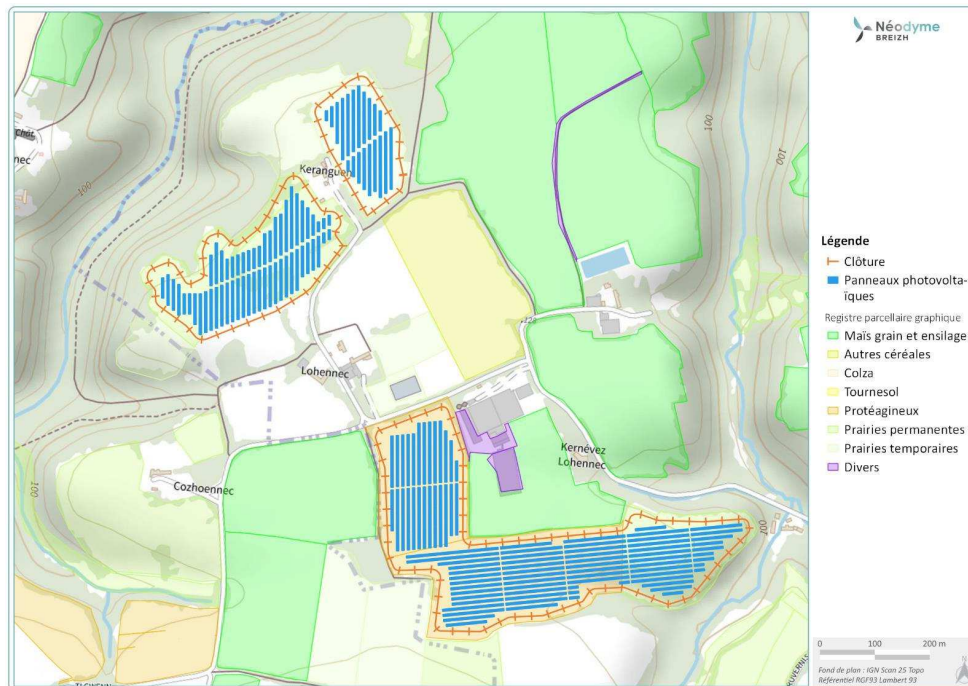 Néodyme
BREIZH
Légende
Clôture
Panneaux photovolta-
ïques
Registre parcellaire graphique
Maïs grain et ensilage
Autres céréales
Colza
Tournesol
Protéagineux
Prairies permanentes
Prairies temporaires
Divers
0 100 200 m
Fond de plan : IGN Scan 25 Topo
Référentiel RGF93 Lambert 93
N
nec
100
100
100
Keranguen
Lohennec
Kernévez
Lohennec
Cozhoennec
100
100